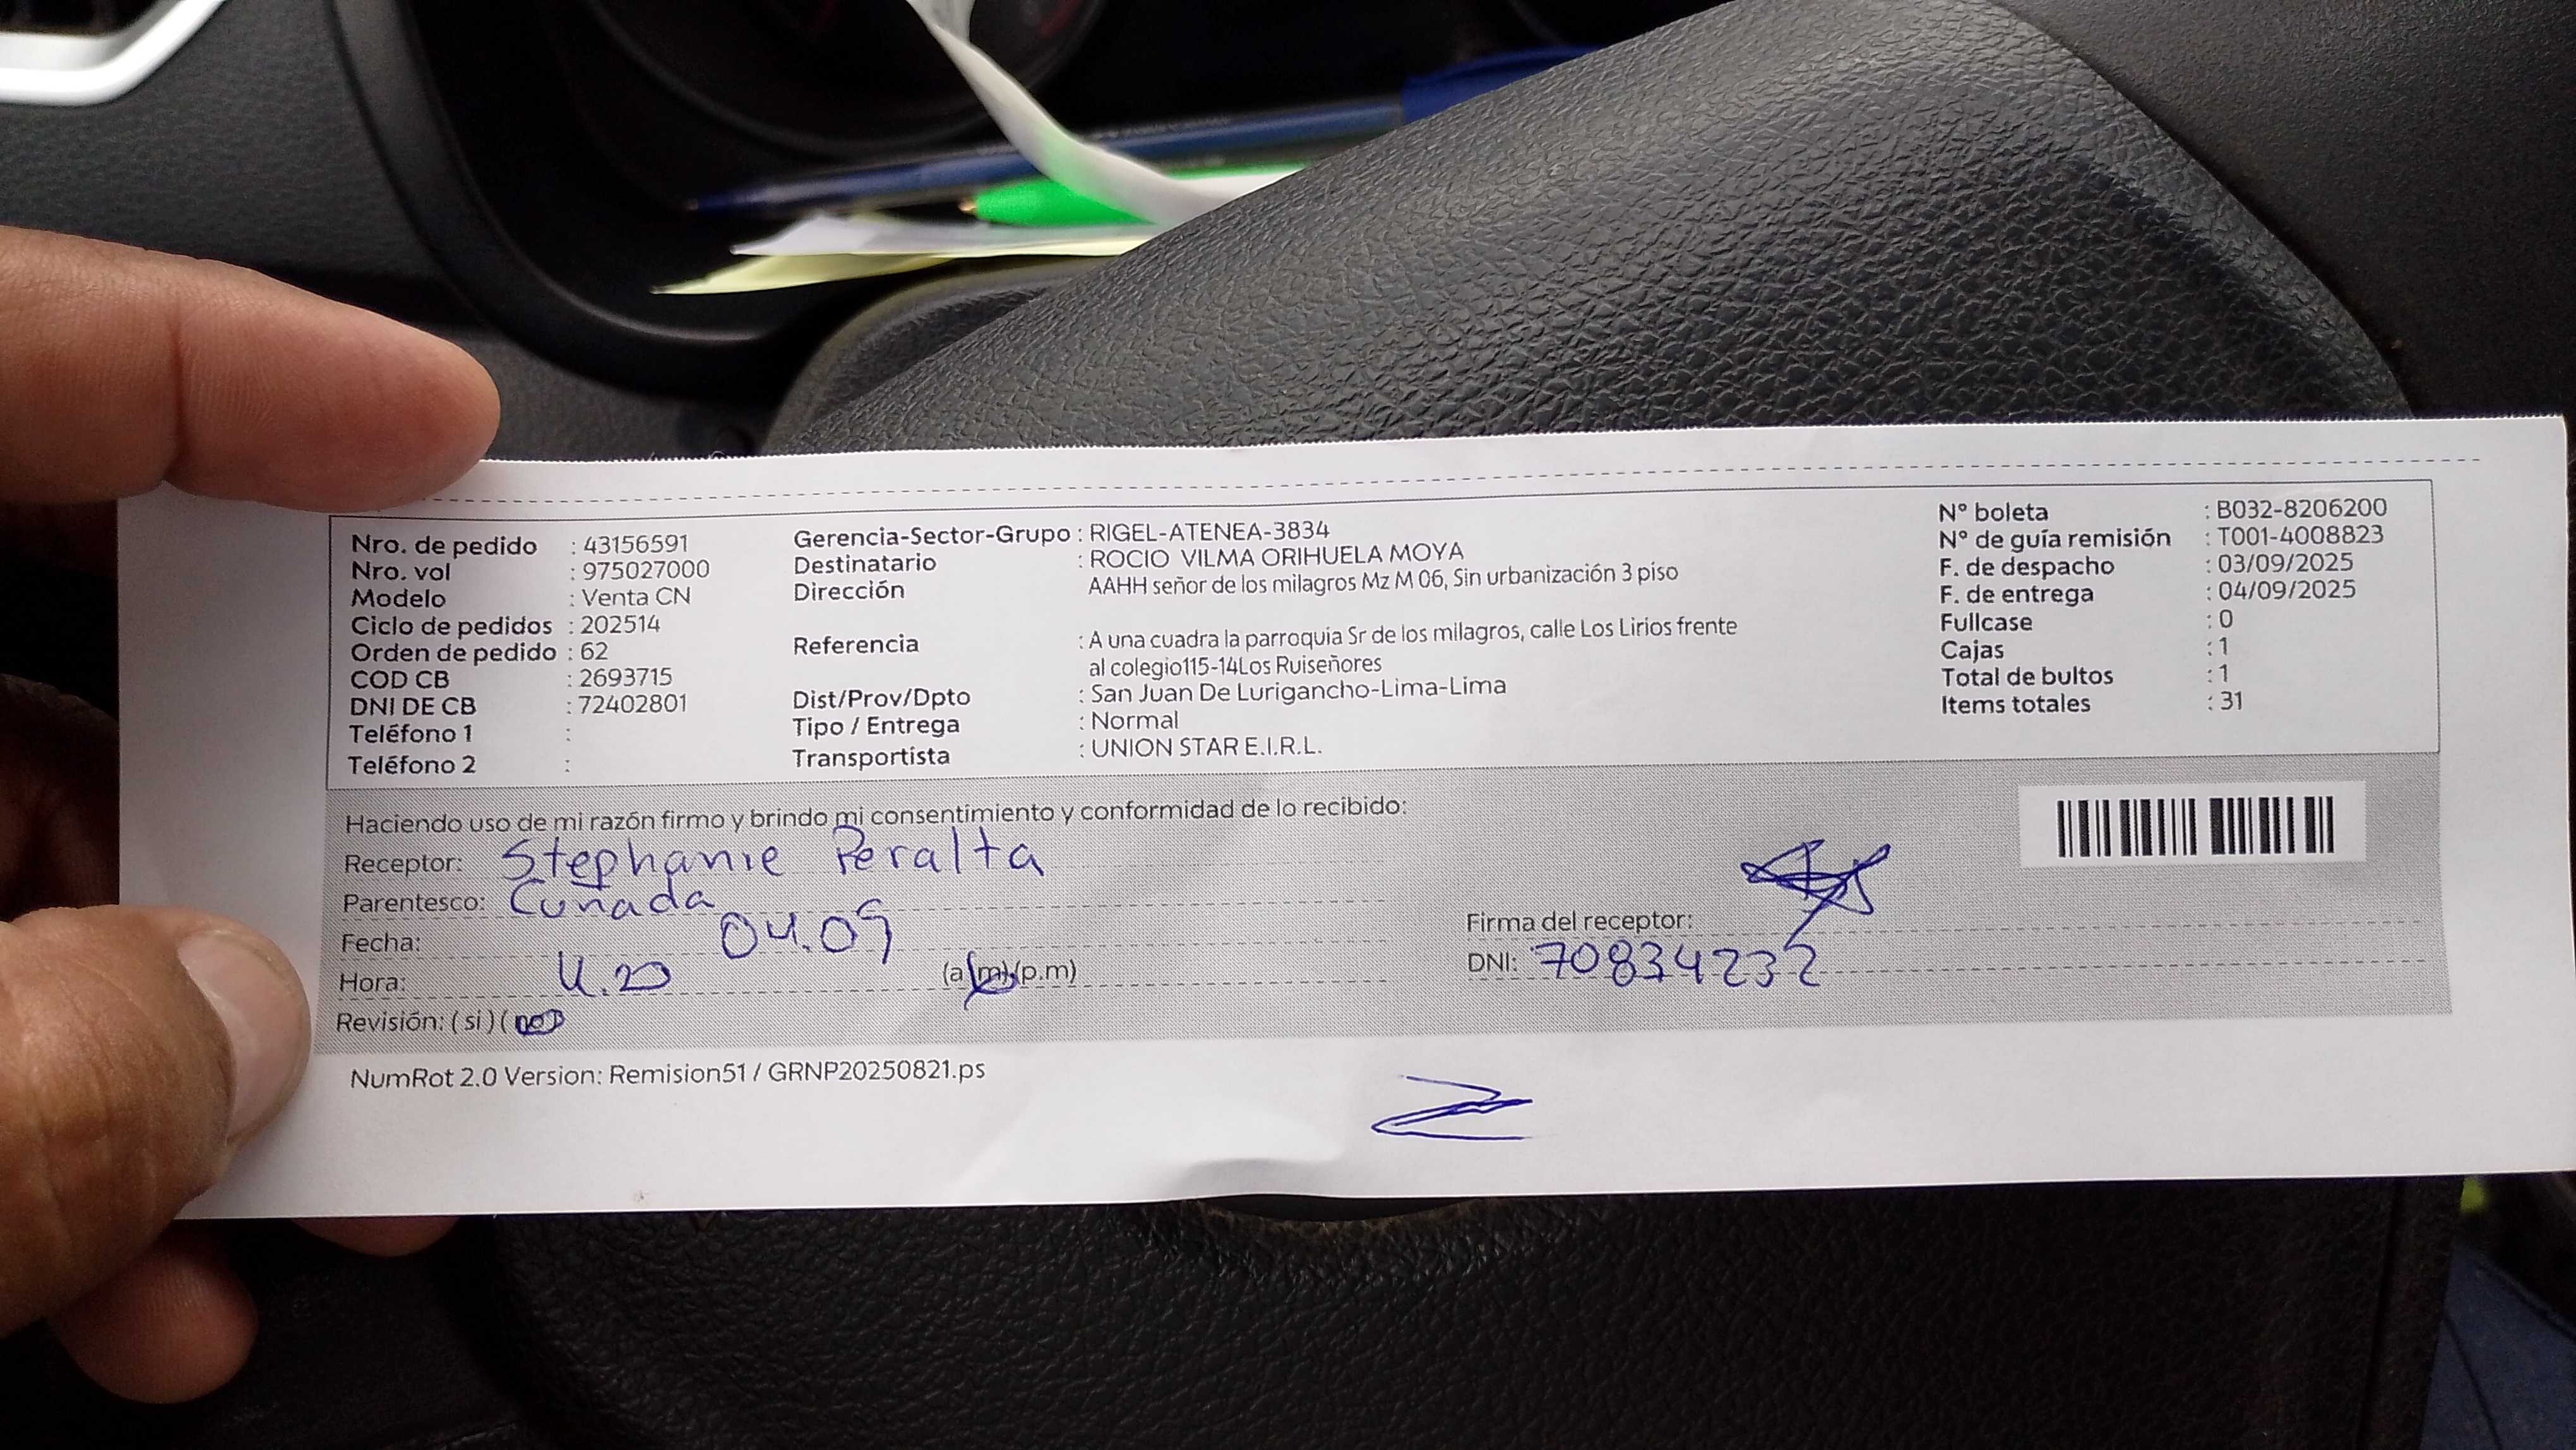 Nro. de pedido : 43156591
Nro. vol : 975027000
Modelo : Venta CN
Ciclo de pedidos : 202514
Orden de pedido : 62
COD CB : 2693715
DNI DE CB : 72402801
Teléfono 1 :
Teléfono 2 :
Gerencia-Sector-Grupo : RIGEL-ATENEA-3834
Destinatario : ROCIO VILMA ORIHUELA MOYA
Dirección AAHH señor de los milagros Mz M 06, Sin urbanización 3 piso
Referencia : A una cuadra la parroquia Sr de los milagros, calle Los Lirios frente
al colegio115-14Los Ruiseñores
Dist/Prov/Dpto : San Juan De Lurigancho-Lima-Lima
Tipo / Entrega : Normal
Transportista : UNION STAR E.I.R.L.
N° boleta : B032-8206200
N° de guía remisión : T001-4008823
F. de despacho : 03/09/2025
F. de entrega : 04/09/2025
Fullcase : 0
Cajas : 1
Total de bultos : 1
Items totales : 31
Haciendo uso de mi razón firmo y brindo mi consentimiento y conformidad de lo recibido:
Receptor: Stephanie Peralta
Parentesco: Cuñada
Fecha: 04.09
Hora: (a.m) (p.m)
Revisión: (si) (no)
Firma del receptor:
DNI: 70834232
NumRot 2.0 Version: Remision51 / GRNP20250821.ps